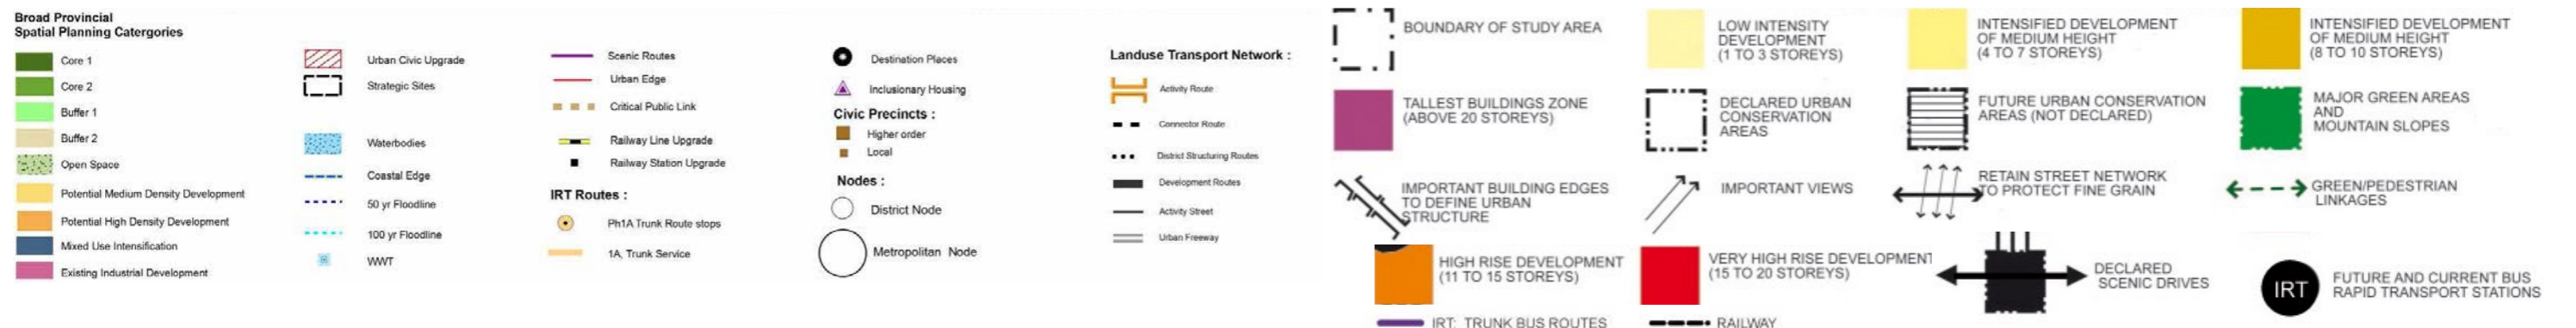 Broad Provincial
Spatial Planning Catergories
Core 1
Core 2
Buffer 1
Buffer 2
Open Space
Potential Medium Density Development
Potential High Density Development
Mixed Use Intensification
Existing Industrial Development
Urban Civic Upgrade
Strategic Sites
Waterbodies
Coastal Edge
50 yr Floodline
100 yr Floodline
WWT
Scenic Routes
Urban Edge
Critical Public Link
Railway Line Upgrade
Railway Station Upgrade
IRT Routes :
Ph1A Trunk Route stops
1A, Trunk Service
Destination Places
Inclusionary Housing
Civic Precincts :
Higher order
Local
Nodes :
District Node
Metropolitan Node
Landuse Transport Network :
Activity Route
Connector Route
District Structuring Routes
Development Routes
Activity Street
Urban Freeway
BOUNDARY OF STUDY AREA
LOW INTENSITY
DEVELOPMENT
(1 TO 3 STOREYS)
INTENSIFIED DEVELOPMENT
OF MEDIUM HEIGHT
(4 TO 7 STOREYS)
INTENSIFIED DEVELOPMENT
OF MEDIUM HEIGHT
(8 TO 10 STOREYS)
TALLEST BUILDINGS ZONE
(ABOVE 20 STOREYS)
DECLARED URBAN
CONSERVATION
AREAS
FUTURE URBAN CONSERVATION
AREAS (NOT DECLARED)
MAJOR GREEN AREAS
AND
MOUNTAIN SLOPES
IMPORTANT BUILDING EDGES
TO DEFINE URBAN
STRUCTURE
IMPORTANT VIEWS
RETAIN STREET NETWORK
TO PROTECT FINE GRAIN
GREEN/PEDESTRIAN
LINKAGES
HIGH RISE DEVELOPMENT
(11 TO 15 STOREYS)
VERY HIGH RISE DEVELOPMENT
(15 TO 20 STOREYS)
DECLARED
SCENIC DRIVES
IRT
FUTURE AND CURRENT BUS
RAPID TRANSPORT STATIONS
IRT: TRUNK BUS ROUTES
RAILWAY